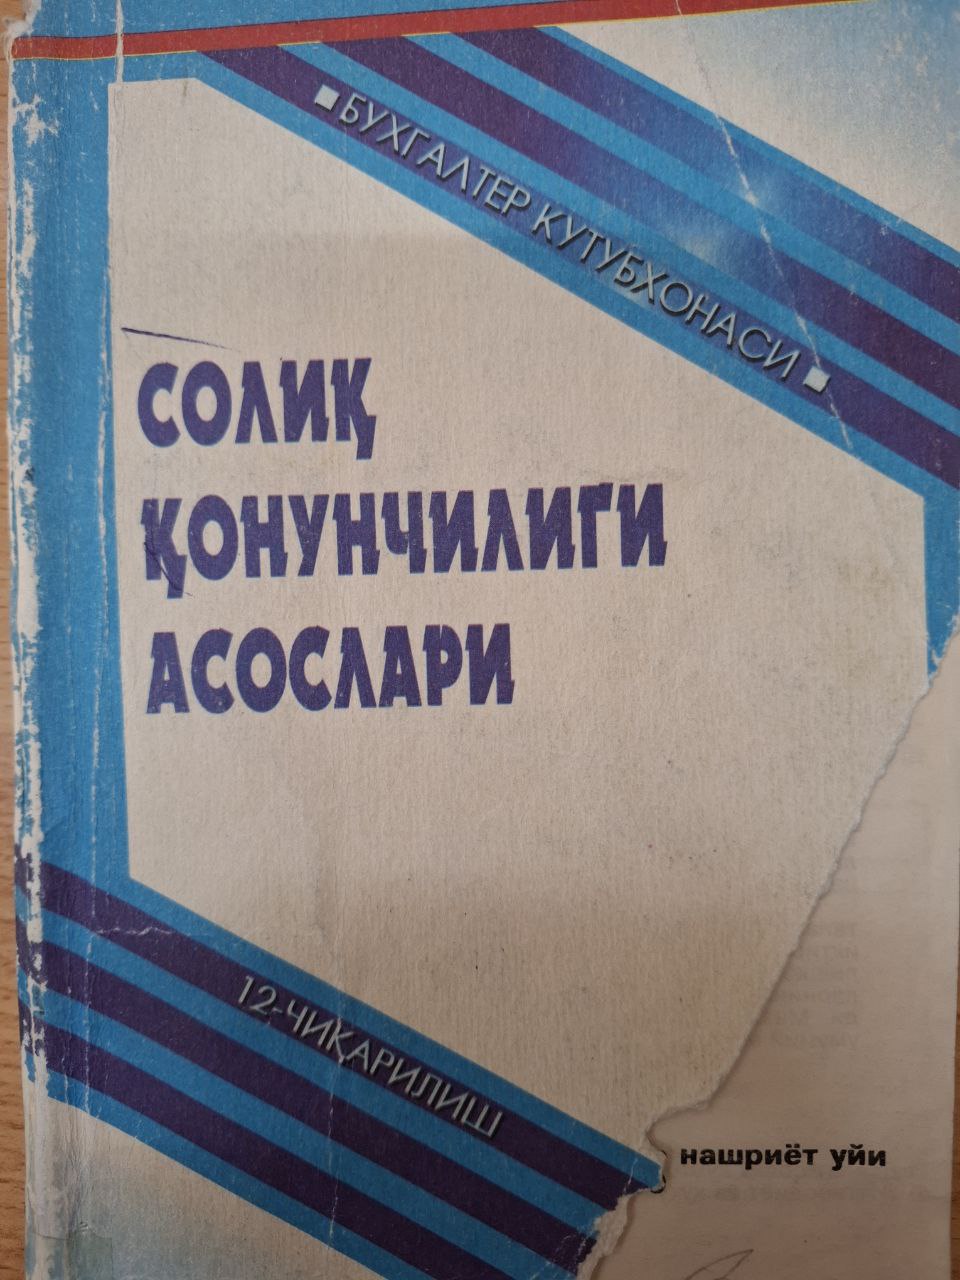 ■ БУХГАЛТЕР КУТУБХОНАСИ ■
СОЛИҚ
ҚОНУНЧИЛИГИ
АСОСЛАРИ
12-ЧИҚАРИЛИШ
нашриёт уйи